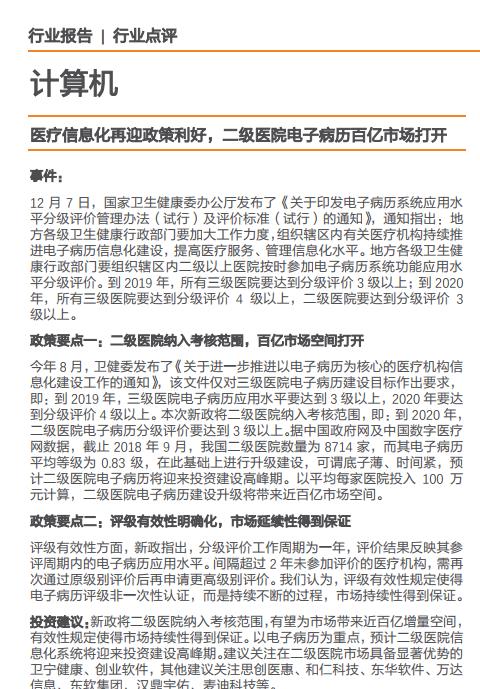 行业报告 | 行业点评
计算机
医疗信息化再迎政策利好，二级医院电子病历百亿市场打开
事件：
12 月 7 日，国家卫生健康委办公厅发布了《关于印发电子病历系统应用水
平分级评价管理办法（试行）及评价标准（试行）的通知》，通知指出：地
方各级卫生健康行政部门要加大工作力度，组织辖区内有关医疗机构持续推
进电子病历信息化建设，提高医疗服务、管理信息化水平。地方各级卫生健
康行政部门要组织辖区内二级以上医院按时参加电子病历系统功能应用水
平分级评价。到 2019 年，所有三级医院要达到分级评价 3 级以上；到 2020
年，所有三级医院要达到分级评价 4 级以上，二级医院要达到分级评价 3
级以上。
政策要点一：二级医院纳入考核范围，百亿市场空间打开
今年 8 月，卫健委发布了《关于进一步推进以电子病历为核心的医疗机构信
息化建设工作的通知》，该文件仅对三级医院电子病历建设目标作出要求，
即：到 2019 年，三级医院电子病历应用水平要达到 3 级以上，2020 年要达
到分级评价 4 级以上。本次新政将二级医院纳入考核范围，即：到 2020 年，
二级医院电子病历分级评价要达到 3 级以上。据中国政府网及中国数字医疗
网数据，截止 2018 年 9 月，我国二级医院数量为 8714 家，而其电子病历
平均等级为 0.83 级，在此基础上进行升级建设，可谓底子薄、时间紧，预
计二级医院电子病历将迎来投资建设高峰期。以平均每家医院投入 100 万
元计算，二级医院电子病历建设升级将带来近百亿市场空间。
政策要点二：评级有效性明确化，市场延续性得到保证
评级有效性方面，新政指出，分级评价工作周期为一年，评价结果反映其参
评周期内的电子病历应用水平。间隔超过 2 年未参加评价的医疗机构，需再
次通过原级别评价后再申请更高级别评价。我们认为，评级有效性规定使得
电子病历评级非一次性认证，而是持续不断的过程，市场持续性得到保证。
投资建议：新政将二级医院纳入考核范围，有望为市场带来近百亿增量空间，
有效性规定使得市场持续性得到保证。以电子病历为重点，预计二级医院信
息化系统将迎来投资建设高峰期。建议关注在二级医院市场具备显著优势的
卫宁健康、创业软件，其他建议关注思创医惠、和仁科技、东华软件、万达
信息、东软集团、汉鼎宇佑、麦迪科技等。